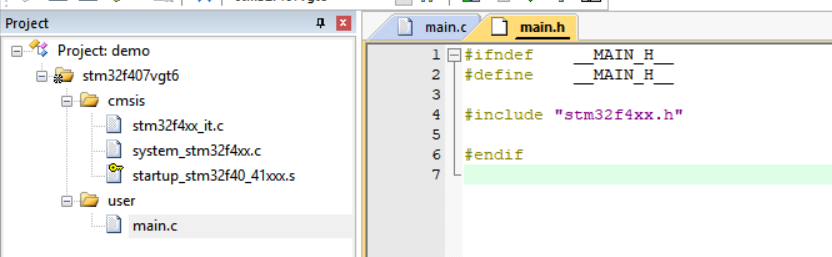 Project
Project: demo
stm32f407vgt6
cmsis
stm32f4xx_it.c
system_stm32f4xx.c
startup_stm32f40_41xxx.s
user
main.c
main.c
main.h
1 #ifndef __MAIN_H__
2 #define __MAIN_H__
3
4 #include "stm32f4xx.h"
5
6 #endif
7